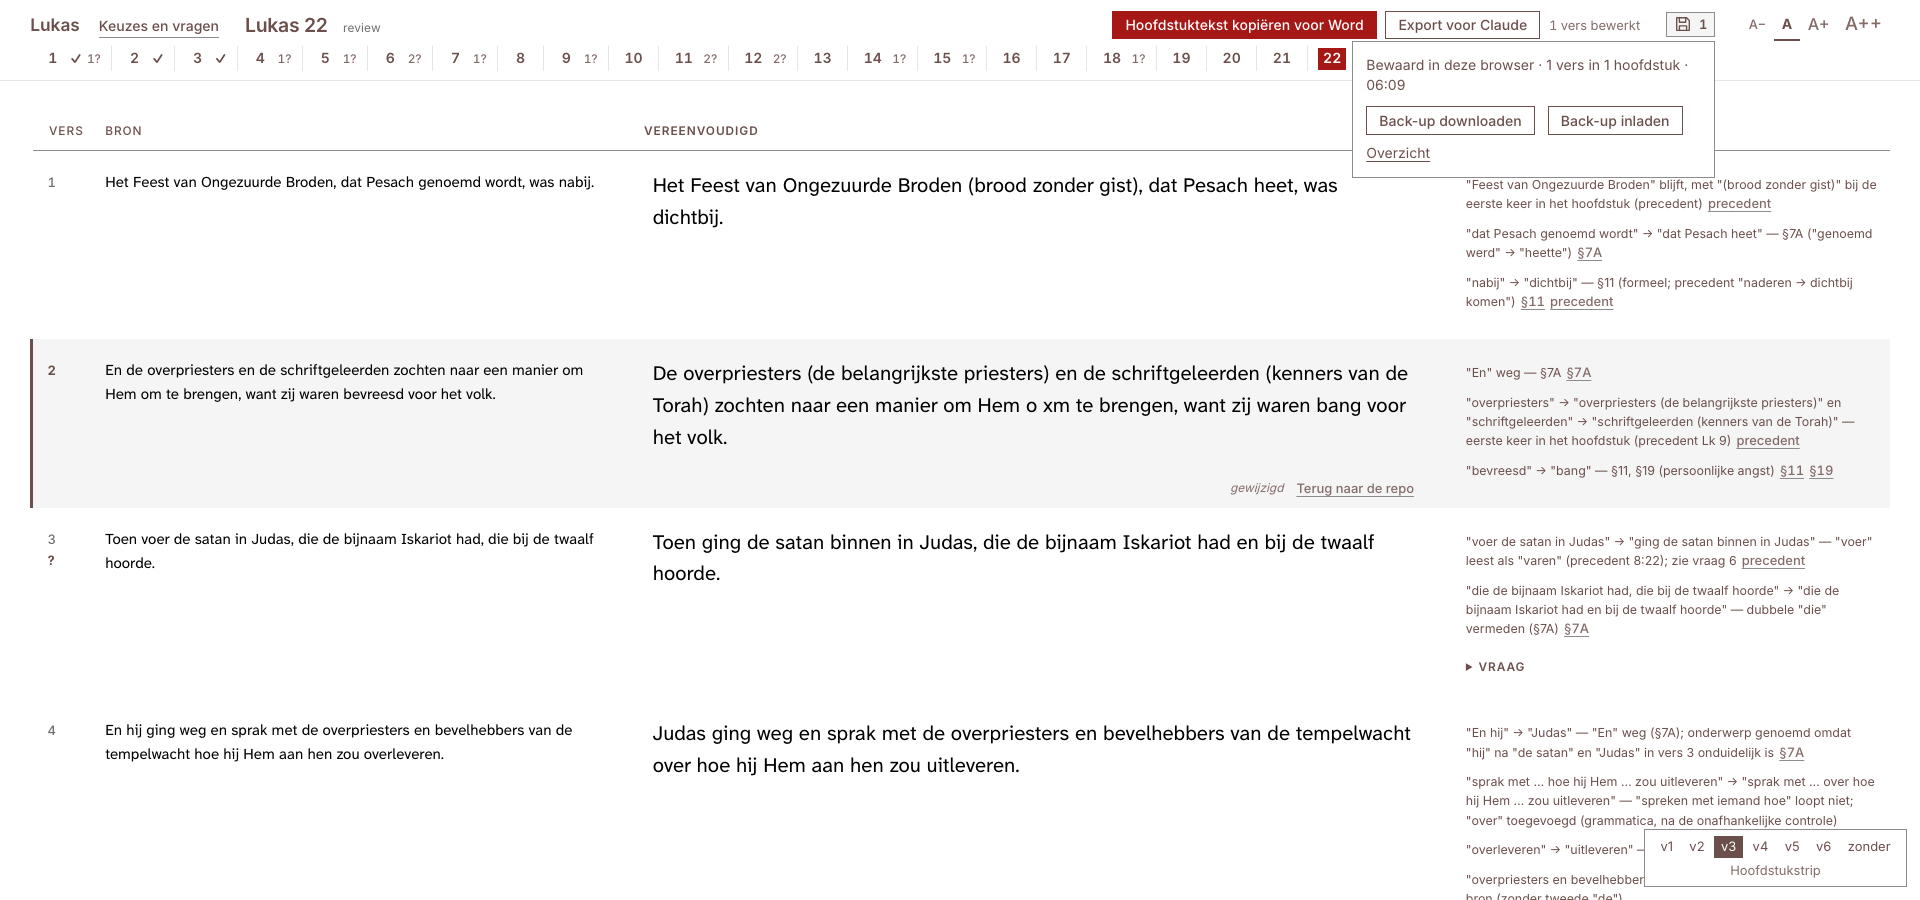 Lukas Keuzes en vragen Lukas 22 review Hoofdstuktekst kopiëren voor Word Export voor Claude 1 vers bewerkt 1 A− A A+ A++
1 ✓ 1? 2 ✓ 3 ✓ 4 1? 5 1? 6 2? 7 1? 8 9 1? 10 11 2? 12 2? 13 14 1? 15 1? 16 17 18 1? 19 20 21 22
Bewaard in deze browser · 1 vers in 1 hoofdstuk ·
06:09
Back-up downloaden Back-up inladen
Overzicht
VERS BRON VEREENVOUDIGD
1
Het Feest van Ongezuurde Broden, dat Pesach genoemd wordt, was nabij.
Het Feest van Ongezuurde Broden (brood zonder gist), dat Pesach heet, was
dichtbij.
"Feest van Ongezuurde Broden" blijft, met "(brood zonder gist)" bij de
eerste keer in het hoofdstuk (precedent) precedent
"dat Pesach genoemd wordt" → "dat Pesach heet" — §7A ("genoemd
werd" → "heette") §7A
"nabij" → "dichtbij" — §11 (formeel; precedent "naderen → dichtbij
komen") §11 precedent
2
En de overpriesters en de schriftgeleerden zochten naar een manier om
Hem om te brengen, want zij waren bevreesd voor het volk.
De overpriesters (de belangrijkste priesters) en de schriftgeleerden (kenners van de
Torah) zochten naar een manier om Hem o xm te brengen, want zij waren bang voor
het volk.
gewijzigd Terug naar de repo
"En" weg — §7A §7A
"overpriesters" → "overpriesters (de belangrijkste priesters)" en
"schriftgeleerden" → "schriftgeleerden (kenners van de Torah)" —
eerste keer in het hoofdstuk (precedent Lk 9) precedent
"bevreesd" → "bang" — §11, §19 (persoonlijke angst) §11 §19
3
?
Toen voer de satan in Judas, die de bijnaam Iskariot had, die bij de twaalf
hoorde.
Toen ging de satan binnen in Judas, die de bijnaam Iskariot had en bij de twaalf
hoorde.
"voer de satan in Judas" → "ging de satan binnen in Judas" — "voer"
leest als "varen" (precedent 8:22); zie vraag 6 precedent
"die de bijnaam Iskariot had, die bij de twaalf hoorde" → "die de
bijnaam Iskariot had en bij de twaalf hoorde" — dubbele "die"
vermeden (§7A) §7A
VRAAG
4
En hij ging weg en sprak met de overpriesters en bevelhebbers van de
tempelwacht hoe hij Hem aan hen zou overleveren.
Judas ging weg en sprak met de overpriesters en bevelhebbers van de tempelwacht
over hoe hij Hem aan hen zou uitleveren.
"En hij" → "Judas" — "En" weg (§7A); onderwerp genoemd omdat
"hij" na "de satan" en "Judas" in vers 3 onduidelijk is §7A
"sprak met ... hoe hij Hem ... zou uitleveren" → "sprak met ... over hoe
hij Hem ... zou uitleveren" — "spreken met iemand hoe" loopt niet;
"over" toegevoegd (grammatica, na de onafhankelijke controle)
"overleveren" → "uitleveren" —
"overpriesters en bevelhebber
bron (zonder tweede "de")
v1 v2 v3 v4 v5 v6 zonder
Hoofdstukstrip